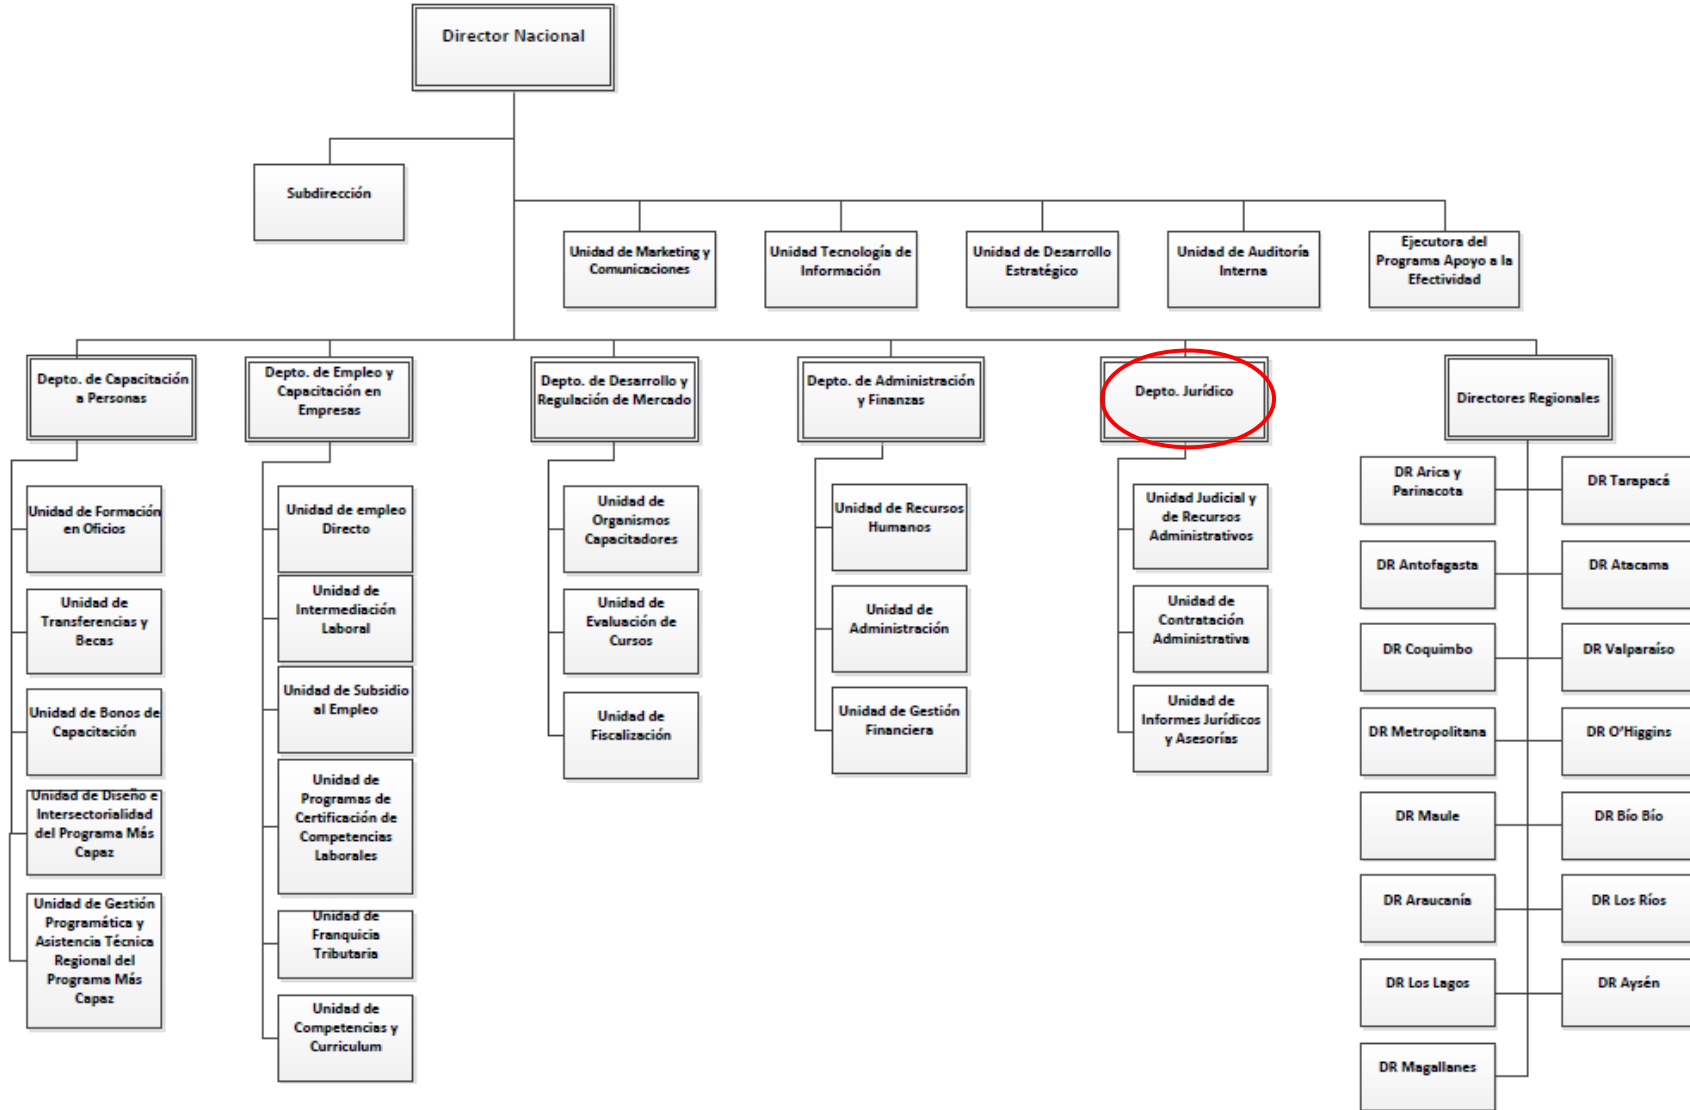 Director Nacional
Subdirección
Unidad de Marketing y
Comunicaciones
Unidad Tecnología de
Información
Unidad de Desarrollo
Estratégico
Unidad de Auditoría
Interna
Ejecutora del
Programa Apoyo a la
Efectividad
Depto. de Capacitación
a Personas
Depto. de Empleo y
Capacitación en
Empresas
Depto. de Desarrollo y
Regulación de Mercado
Depto. de Administración
y Finanzas
Depto. Jurídico
Directores Regionales
Unidad de Formación
en Oficios
Unidad de
Transferencias y
Becas
Unidad de Bonos de
Capacitación
Unidad de Diseño e
Intersectorialidad
del Programa Más
Capaz
Unidad de Gestión
Programática y
Asistencia Técnica
Regional del
Programa Más
Capaz
Unidad de empleo
Directo
Unidad de
Intermediación
Laboral
Unidad de Subsidio
al Empleo
Unidad de
Programas de
Certificación de
Competencias
Laborales
Unidad de
Franquicia
Tributaria
Unidad de
Competencias y
Curriculum
Unidad de
Organismos
Capacitadores
Unidad de
Evaluación de
Cursos
Unidad de
Fiscalización
Unidad de Recursos
Humanos
Unidad de
Administración
Unidad de Gestión
Financiera
Unidad Judicial y
de Recursos
Administrativos
Unidad de
Contratación
Administrativa
Unidad de
Informes Jurídicos
y Asesorías
DR Arica y
Parinacota
DR Tarapacá
DR Antofagasta
DR Atacama
DR Coquimbo
DR Valparaíso
DR Metropolitana
DR O'Higgins
DR Maule
DR Bío Bío
DR Araucanía
DR Los Ríos
DR Los Lagos
DR Aysén
DR Magallanes